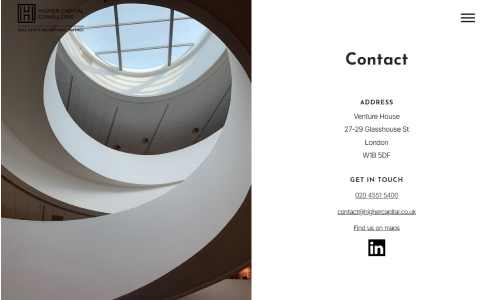 HIGHER CAPITAL
CONSULTING
REAL ESTATE RECRUITMENT PARTNER
Contact
ADDRESS
Venture House
27-29 Glasshouse St
London
W1B 5DF
GET IN TOUCH
020 4551 5400
contact@highercapital.co.uk
Find us on maps
in